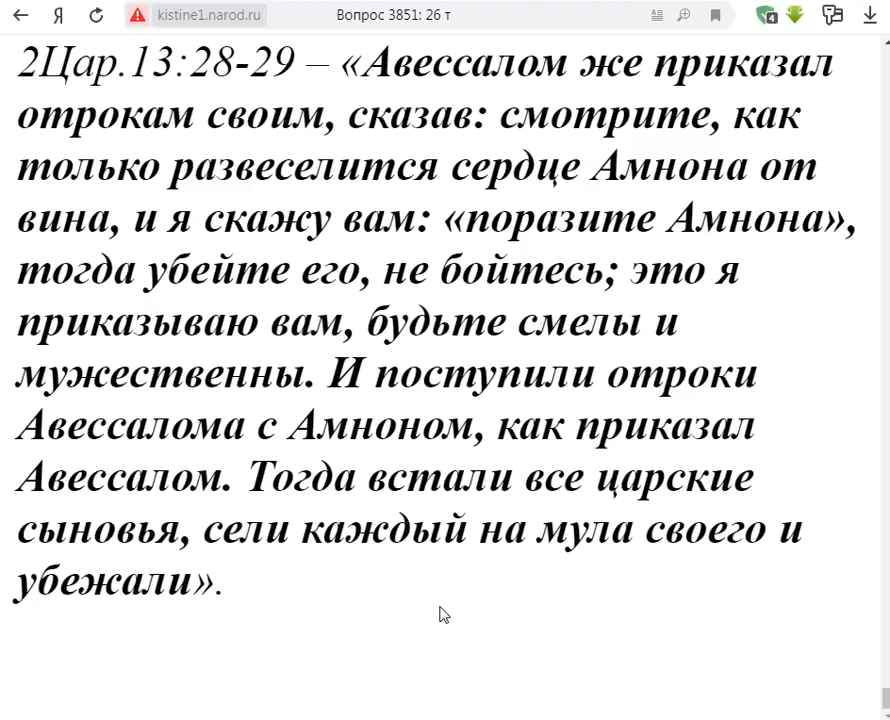 kistine1.narod.ru Вопрос 3851: 26 т 4
2Цар.13:28-29 – «Авессалом же приказал
отрокам своим, сказав: смотрите, как
только развеселится сердце Амнона от
вина, и я скажу вам: «поразите Амнона»,
тогда убейте его, не бойтесь; это я
приказываю вам, будьте смелы и
мужественны. И поступили отроки
Авессалома с Амноном, как приказал
Авессалом. Тогда встали все царские
сыновья, сели каждый на мула своего и
убежали».